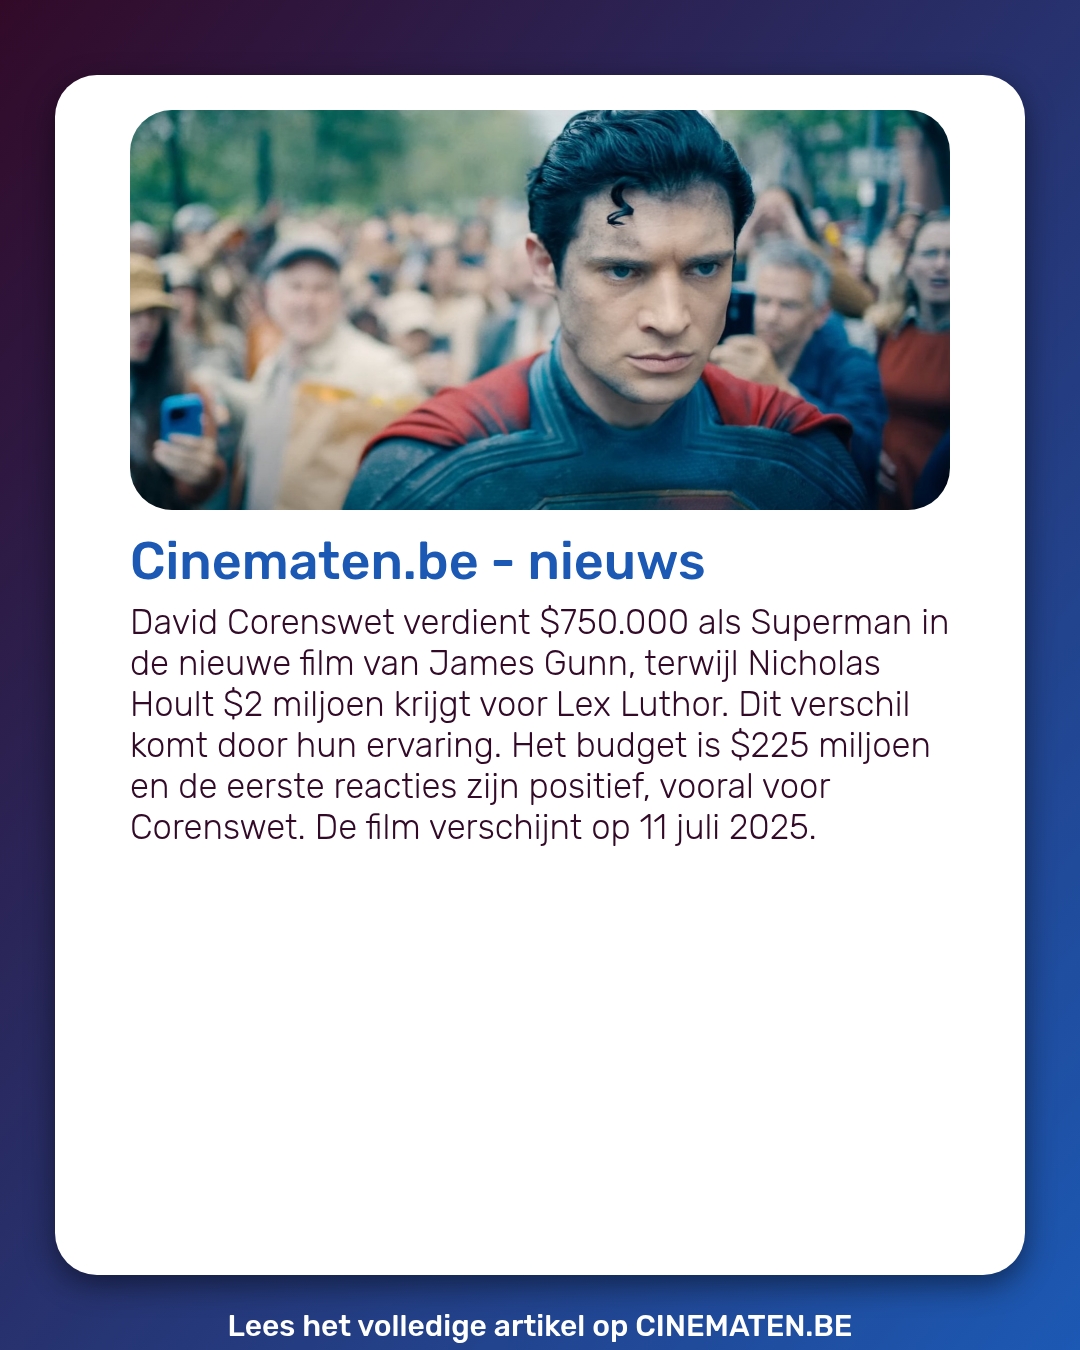 Cinematen.be - nieuws
David Corenswet verdient $750.000 als Superman in
de nieuwe film van James Gunn, terwijl Nicholas
Hoult $2 miljoen krijgt voor Lex Luthor. Dit verschil
komt door hun ervaring. Het budget is $225 miljoen
en de eerste reacties zijn positief, vooral voor
Corenswet. De film verschijnt op 11 juli 2025.
Lees het volledige artikel op CINEMATEN.BE